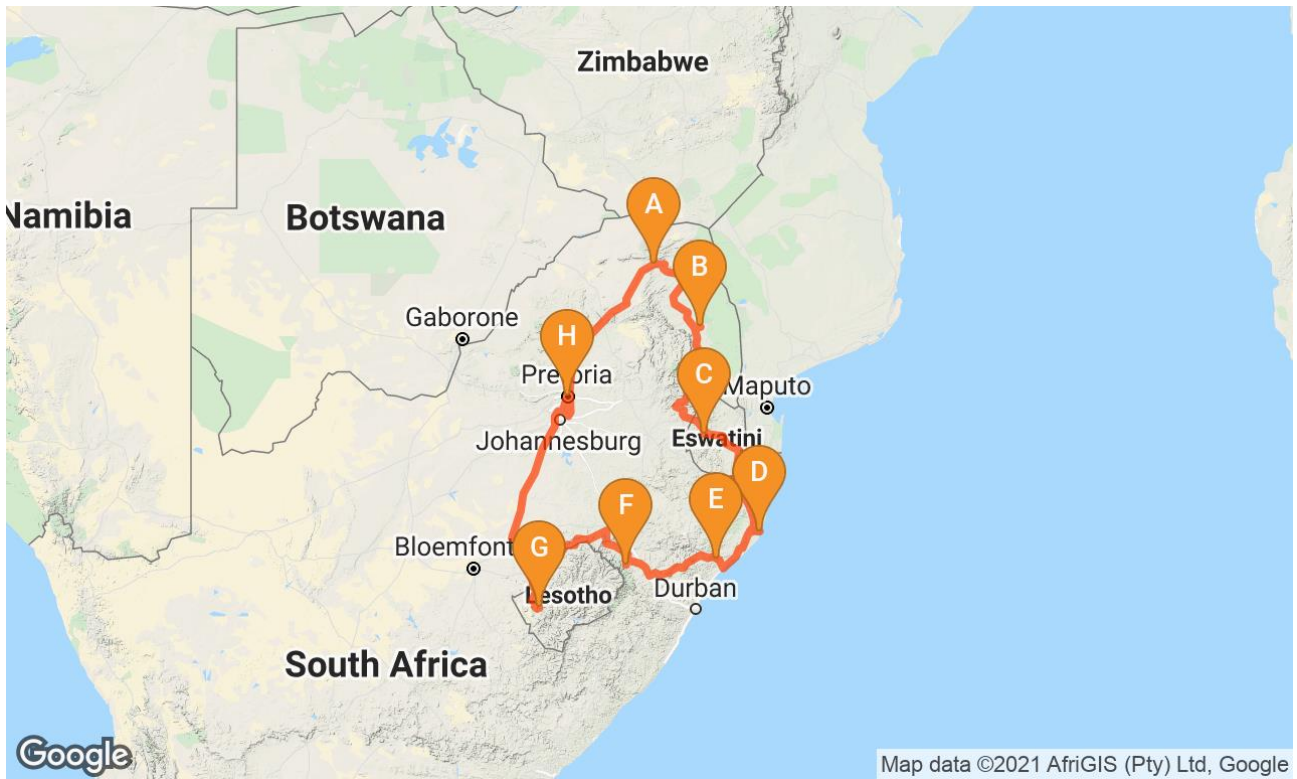 Zimbabwe
A
Namibia
Botswana
B
Gaborone
H
Pretoria
C
Maputo
Johannesburg
Eswatini
D
E
F
Bloemfont
G
Lesotho
Durban
South Africa
Google
Map data ©2021 AfriGIS (Pty) Ltd, Google